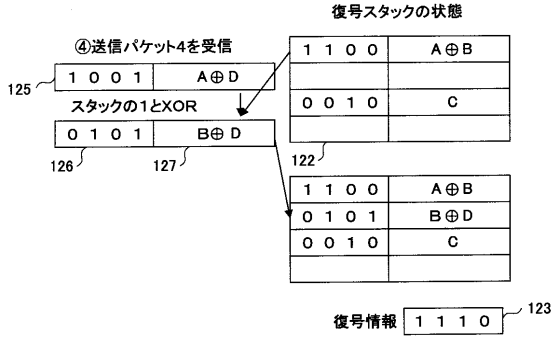 復号スタックの状態
④送信パケット4を受信
1 1 0 0 A⊕B
1 0 0 1 A⊕D
125
スタックの1とXOR
0 0 1 0 C
0 1 0 1 B⊕D
126 127 122
1 1 0 0 A⊕B
0 1 0 1 B⊕D
0 0 1 0 C
復号情報 1 1 1 0 123